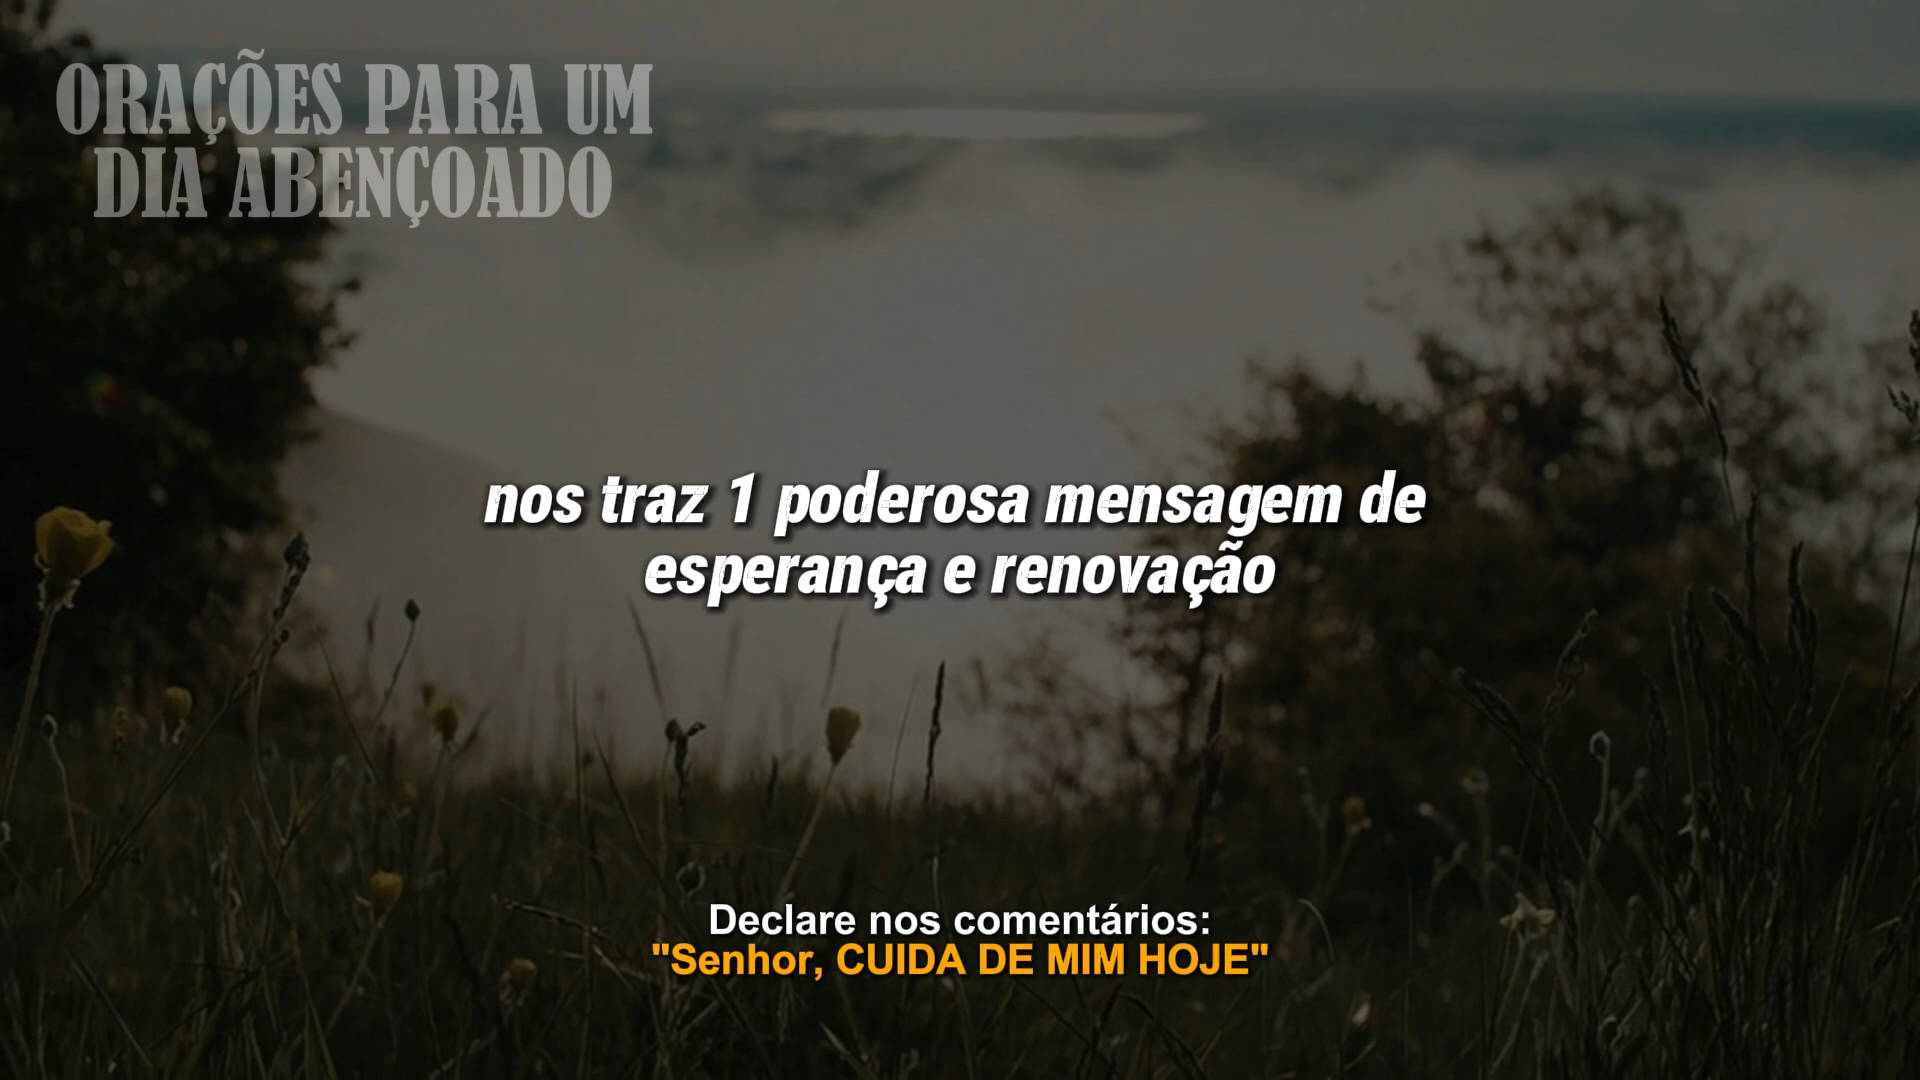 ORAÇÕES PARA UM
DIA ABENÇOADO
nos traz 1 poderosa mensagem de
esperança e renovação
Declare nos comentários:
"Senhor, CUIDA DE MIM HOJE"